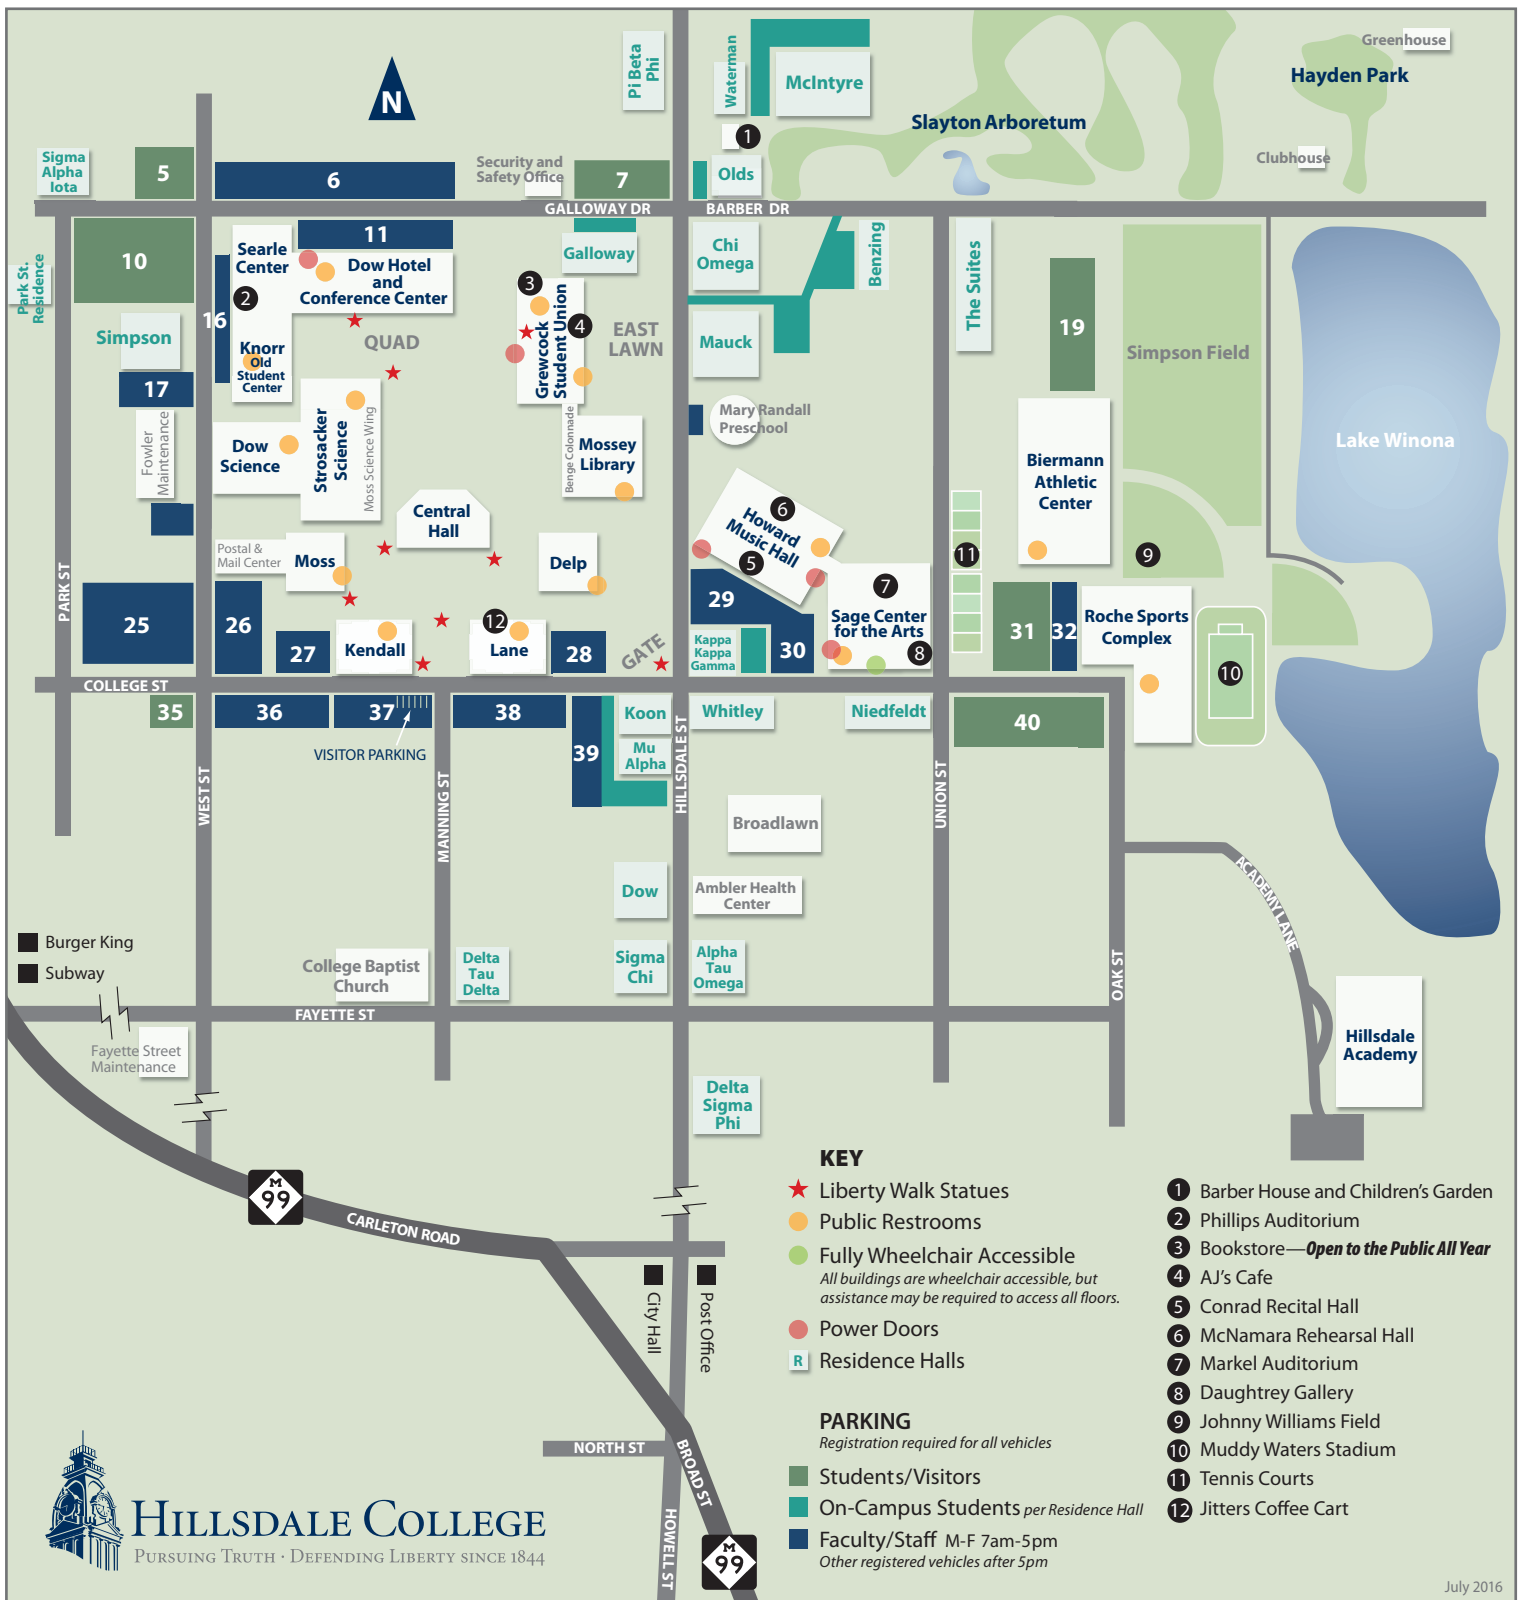 N
Pi Beta
Phi
Waterman
McIntyre
Greenhouse
Hayden Park
Slayton Arboretum
1
Clubhouse
Sigma
Alpha
Iota
5
6
Security and
Safety Office
7
Olds
GALLOWAY DR
BARBER DR
10
Park St.
Residence
Searle
Center
2
11
Dow Hotel
and
Conference Center
Galloway
Chi
Omega
Benzing
The Suites
19
Simpson Field
16
Simpson
QUAD
3
4
Grewcock
Student Union
EAST
LAWN
Mauck
Knorr
Old
Student
Center
17
Fowler
Maintenance
Dow
Science
Strosacker
Science
Moss Science Wing
Benge Colonnade
Mossey
Library
Mary Randall
Preschool
Biermann
Athletic
Center
Lake Winona
Central
Hall
6
Howard
Music Hall
5
11
9
Postal &
Mail Center
Moss
Delp
7
Sage Center
for the Arts
8
PARK ST
25
26
27
Kendall
12
Lane
28
GATE
29
Kappa
Kappa
Gamma
30
31
32
Roche Sports
Complex
10
COLLEGE ST
35
36
37
VISITOR PARKING
38
39
Koon
Mu
Alpha
Whitley
Niedfeldt
40
WEST ST
MANNING ST
HILLSDALE ST
UNION ST
Broadlawn
Dow
Ambler Health
Center
ACADEMY LANE
Burger King
Subway
College Baptist
Church
Delta
Tau
Delta
Sigma
Chi
Alpha
Tau
Omega
OAK ST
FAYETTE ST
Fayette Street
Maintenance
Hillsdale
Academy
Delta
Sigma
Phi
M
99
CARLETON ROAD
City Hall
Post Office
NORTH ST
BROAD ST
HOWELL ST
M
99
KEY
Liberty Walk Statues
Public Restrooms
Fully Wheelchair Accessible
All buildings are wheelchair accessible, but
assistance may be required to access all floors.
Power Doors
R Residence Halls
PARKING
Registration required for all vehicles
Students/Visitors
On-Campus Students per Residence Hall
Faculty/Staff M-F 7am-5pm
Other registered vehicles after 5pm
1 Barber House and Children's Garden
2 Phillips Auditorium
3 Bookstore—Open to the Public All Year
4 AJ's Cafe
5 Conrad Recital Hall
6 McNamara Rehearsal Hall
7 Markel Auditorium
8 Daughtrey Gallery
9 Johnny Williams Field
10 Muddy Waters Stadium
11 Tennis Courts
12 Jitters Coffee Cart
HILLSDALE COLLEGE
PURSUING TRUTH · DEFENDING LIBERTY SINCE 1844
July 2016